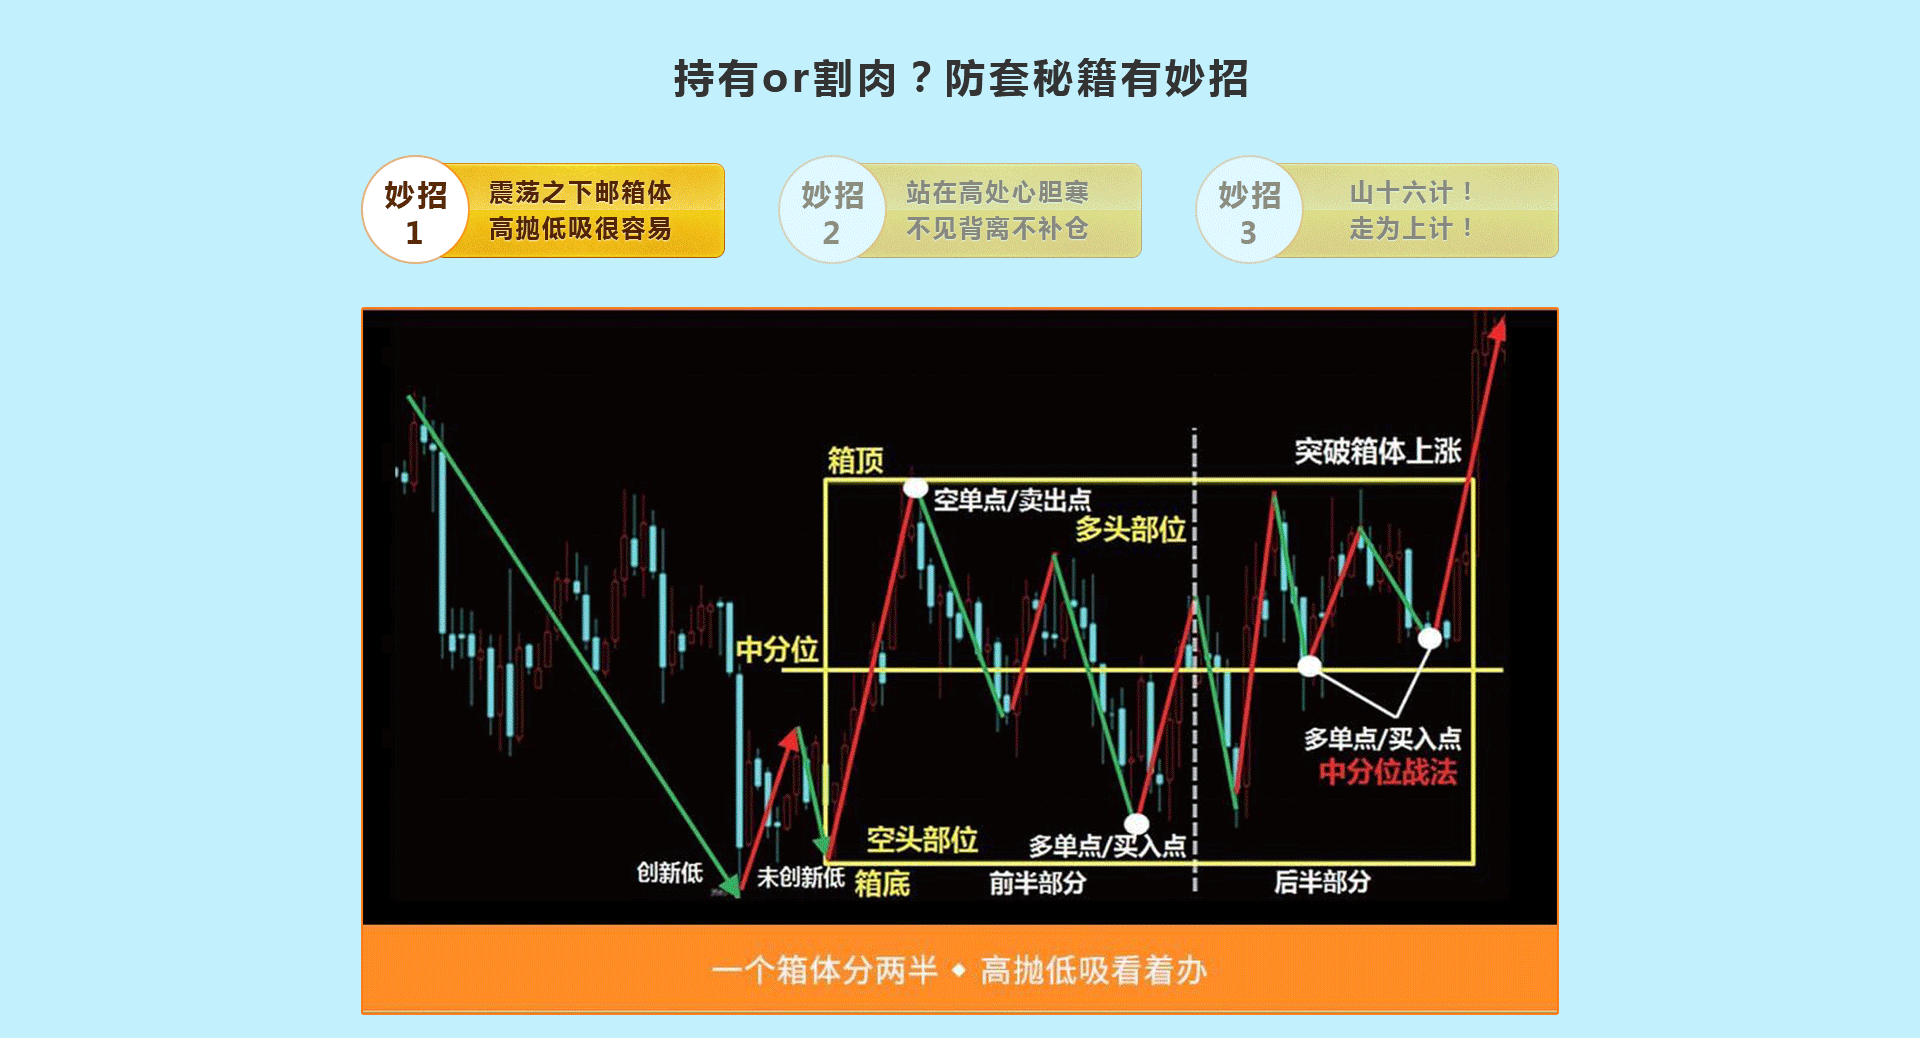 持有or割肉？防套秘籍有妙招
妙招
1
震荡之下邮箱体
高抛低吸很容易
妙招
2
站在高处心胆寒
不见背离不补仓
妙招
3
山十六计！
走为上计！
突破箱体上涨
箱顶
空单点/卖出点
多头部位
中分位
多单点/买入点
中分位战法
空头部位
多单点/买入点
创新低
未创新低
箱底
前半部分
后半部分
一个箱体分两半◆高抛低吸看着办